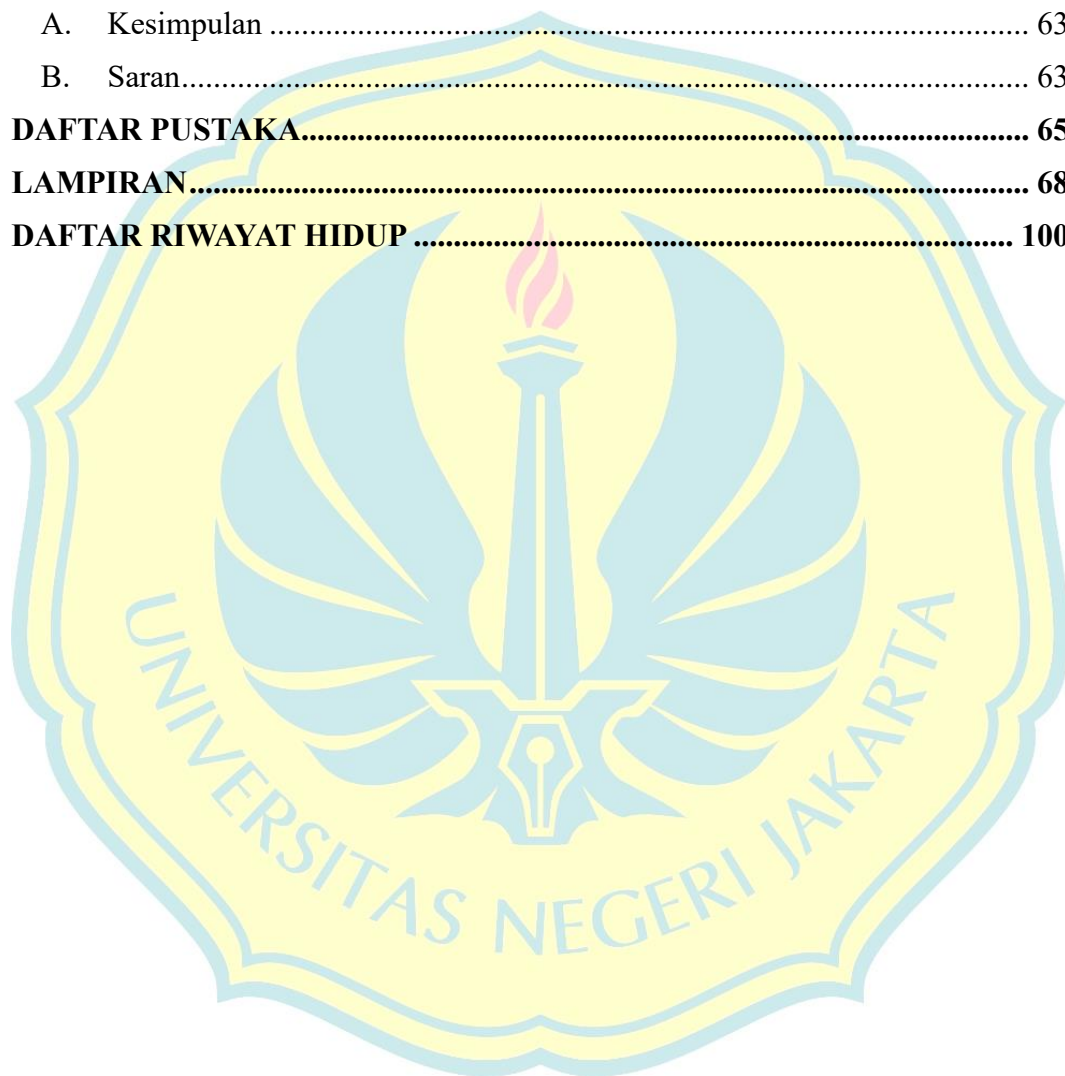 A. Kesimpulan ........................................................................................ 63
B. Saran.................................................................................................... 63
DAFTAR PUSTAKA............................................................................... 65
LAMPIRAN............................................................................................. 68
DAFTAR RIWAYAT HIDUP ................................................................. 100
UNIVERSITAS NEGERI JAKARTA